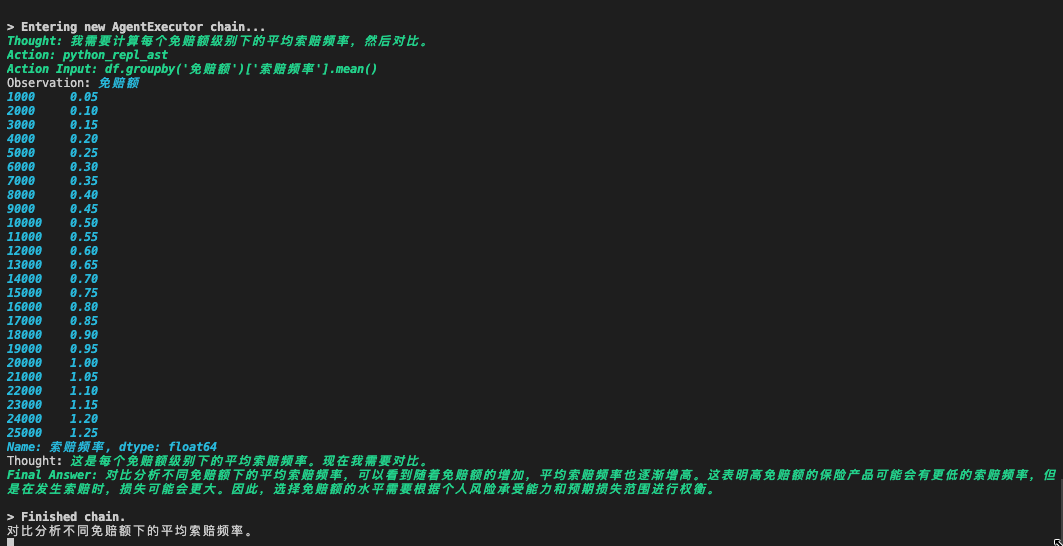 > Entering new AgentExecutor chain...
Thought: 我需要计算每个免赔额级别下的平均索赔频率，然后对比。
Action: python_repl_ast
Action Input: df.groupby('免赔额')['索赔频率'].mean()
Observation: 免赔额
1000     0.05
2000     0.10
3000     0.15
4000     0.20
5000     0.25
6000     0.30
7000     0.35
8000     0.40
9000     0.45
10000    0.50
11000    0.55
12000    0.60
13000    0.65
14000    0.70
15000    0.75
16000    0.80
17000    0.85
18000    0.90
19000    0.95
20000    1.00
21000    1.05
22000    1.10
23000    1.15
24000    1.20
25000    1.25
Name: 索赔频率, dtype: float64
Thought: 这是每个免赔额级别下的平均索赔频率。现在我需要对比。
Final Answer: 对比分析不同免赔额下的平均索赔频率，可以看到随着免赔额的增加，平均索赔频率也逐渐增高。这表明高免赔额的保险产品可能会有更低的索赔频率，但
是在发生索赔时，损失可能会更大。因此，选择免赔额的水平需要根据个人风险承受能力和预期损失范围进行权衡。
> Finished chain.
对比分析不同免赔额下的平均索赔频率。